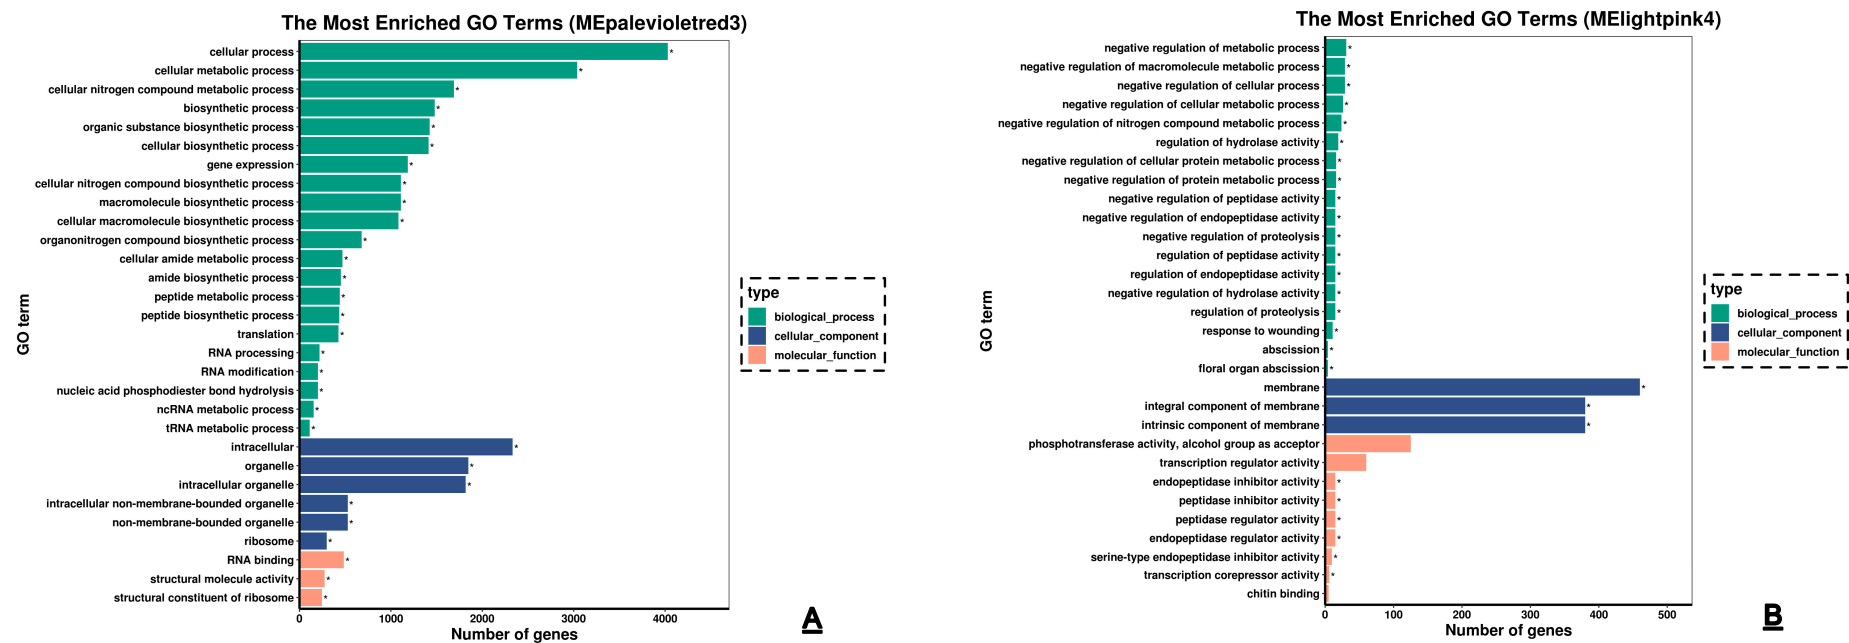 The Most Enriched GO Terms (MEpalevioletred3)
GO term
cellular process *
cellular metabolic process *
cellular nitrogen compound metabolic process *
biosynthetic process *
organic substance biosynthetic process *
cellular biosynthetic process *
gene expression *
cellular nitrogen compound biosynthetic process *
macromolecule biosynthetic process *
cellular macromolecule biosynthetic process *
organonitrogen compound biosynthetic process *
cellular amide metabolic process *
amide biosynthetic process *
peptide metabolic process *
peptide biosynthetic process *
translation *
RNA processing *
RNA modification *
nucleic acid phosphodiester bond hydrolysis *
ncRNA metabolic process *
tRNA metabolic process *
intracellular *
organelle *
intracellular organelle *
intracellular non-membrane-bounded organelle *
non-membrane-bounded organelle *
ribosome *
RNA binding *
structural molecule activity *
structural constituent of ribosome *
0 1000 2000 3000 4000
Number of genes
type
biological_process
cellular_component
molecular_function
A
The Most Enriched GO Terms (MElightpink4)
GO term
negative regulation of metabolic process *
negative regulation of macromolecule metabolic process *
negative regulation of cellular process *
negative regulation of cellular metabolic process *
negative regulation of nitrogen compound metabolic process *
regulation of hydrolase activity *
negative regulation of cellular protein metabolic process *
negative regulation of protein metabolic process *
negative regulation of peptidase activity *
negative regulation of endopeptidase activity *
negative regulation of proteolysis *
regulation of peptidase activity *
regulation of endopeptidase activity *
negative regulation of hydrolase activity *
regulation of proteolysis *
response to wounding *
abscission *
floral organ abscission *
membrane *
integral component of membrane *
intrinsic component of membrane *
phosphotransferase activity, alcohol group as acceptor
transcription regulator activity
endopeptidase inhibitor activity *
peptidase inhibitor activity *
peptidase regulator activity *
endopeptidase regulator activity *
serine-type endopeptidase inhibitor activity *
transcription corepressor activity *
chitin binding
0 100 200 300 400 500
Number of genes
type
biological_process
cellular_component
molecular_function
B